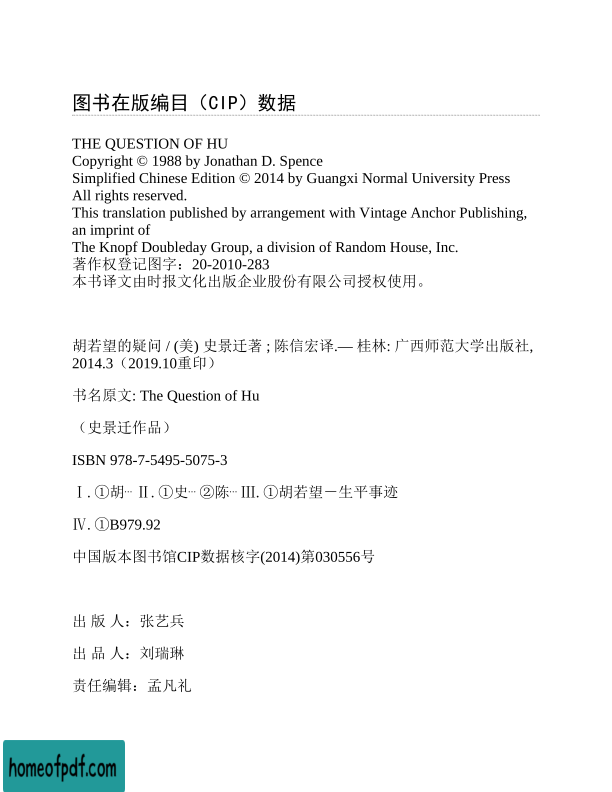 图书在版编目（CIP）数据
THE QUESTION OF HU
Copyright © 1988 by Jonathan D. Spence
Simplified Chinese Edition © 2014 by Guangxi Normal University Press
All rights reserved.
This translation published by arrangement with Vintage Anchor Publishing,
an imprint of
The Knopf Doubleday Group, a division of Random House, Inc.
著作权登记图字：20-2010-283
本书译文由时报文化出版企业股份有限公司授权使用。
胡若望的疑问 / (美) 史景迁著 ; 陈信宏译.— 桂林: 广西师范大学出版社,
2014.3（2019.10重印）
书名原文: The Question of Hu
（史景迁作品）
ISBN 978-7-5495-5075-3
Ⅰ. ①胡… Ⅱ. ①史… ②陈… Ⅲ. ①胡若望－生平事迹
Ⅳ. ①B979.92
中国版本图书馆CIP数据核字(2014)第030556号
出 版 人：张艺兵
出 品 人：刘瑞琳
责任编辑：孟凡礼
homeofpdf.com